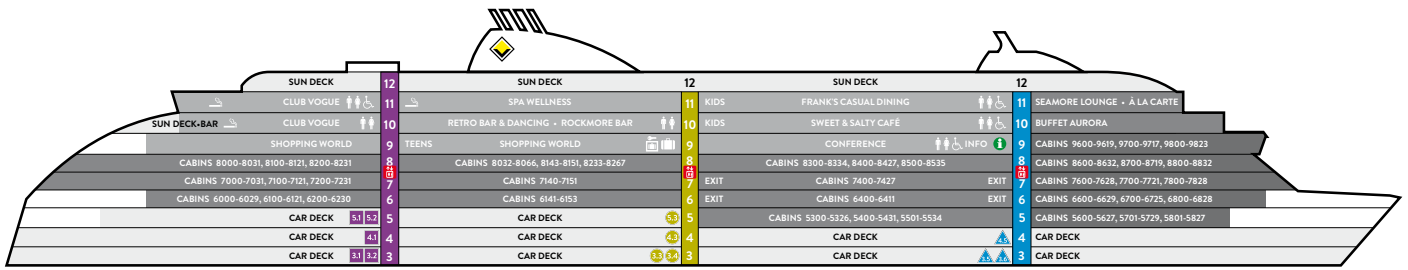 SUN DECK 12 SUN DECK 12 SUN DECK 12
CLUB VOGUE 11 SPA WELLNESS 11 KIDS FRANK'S CASUAL DINING 11 SEAMORE LOUNGE • À LA CARTE
SUN DECK•BAR CLUB VOGUE 10 RETRO BAR & DANCING • ROCKMORE BAR 10 KIDS SWEET & SALTY CAFÉ 10 BUFFET AURORA
SHOPPING WORLD 9 TEENS SHOPPING WORLD 9 CONFERENCE INFO i 9 CABINS 9600-9619, 9700-9717, 9800-9823
CABINS 8000-8031, 8100-8121, 8200-8231 8 CABINS 8032-8066, 8143-8151, 8233-8267 8 CABINS 8300-8334, 8400-8427, 8500-8535 8 CABINS 8600-8632, 8700-8719, 8800-8832
CABINS 7000-7031, 7100-7121, 7200-7231 7 CABINS 7140-7151 7 EXIT CABINS 7400-7427 EXIT 7 CABINS 7600-7628, 7700-7721, 7800-7828
CABINS 6000-6029, 6100-6121, 6200-6230 6 CABINS 6141-6153 6 EXIT CABINS 6400-6411 EXIT 6 CABINS 6600-6629, 6700-6725, 6800-6828
CAR DECK 5.1 5.2 5 CAR DECK 5.3 5 CABINS 5300-5326, 5400-5431, 5501-5534 5 CABINS 5600-5627, 5701-5729, 5801-5827
CAR DECK 4.1 4 CAR DECK 4.3 4 CAR DECK 4.5 4 CAR DECK
CAR DECK 3.1 3.2 3 CAR DECK 3.3 3.4 3 CAR DECK 3.5 3.6 3 CAR DECK